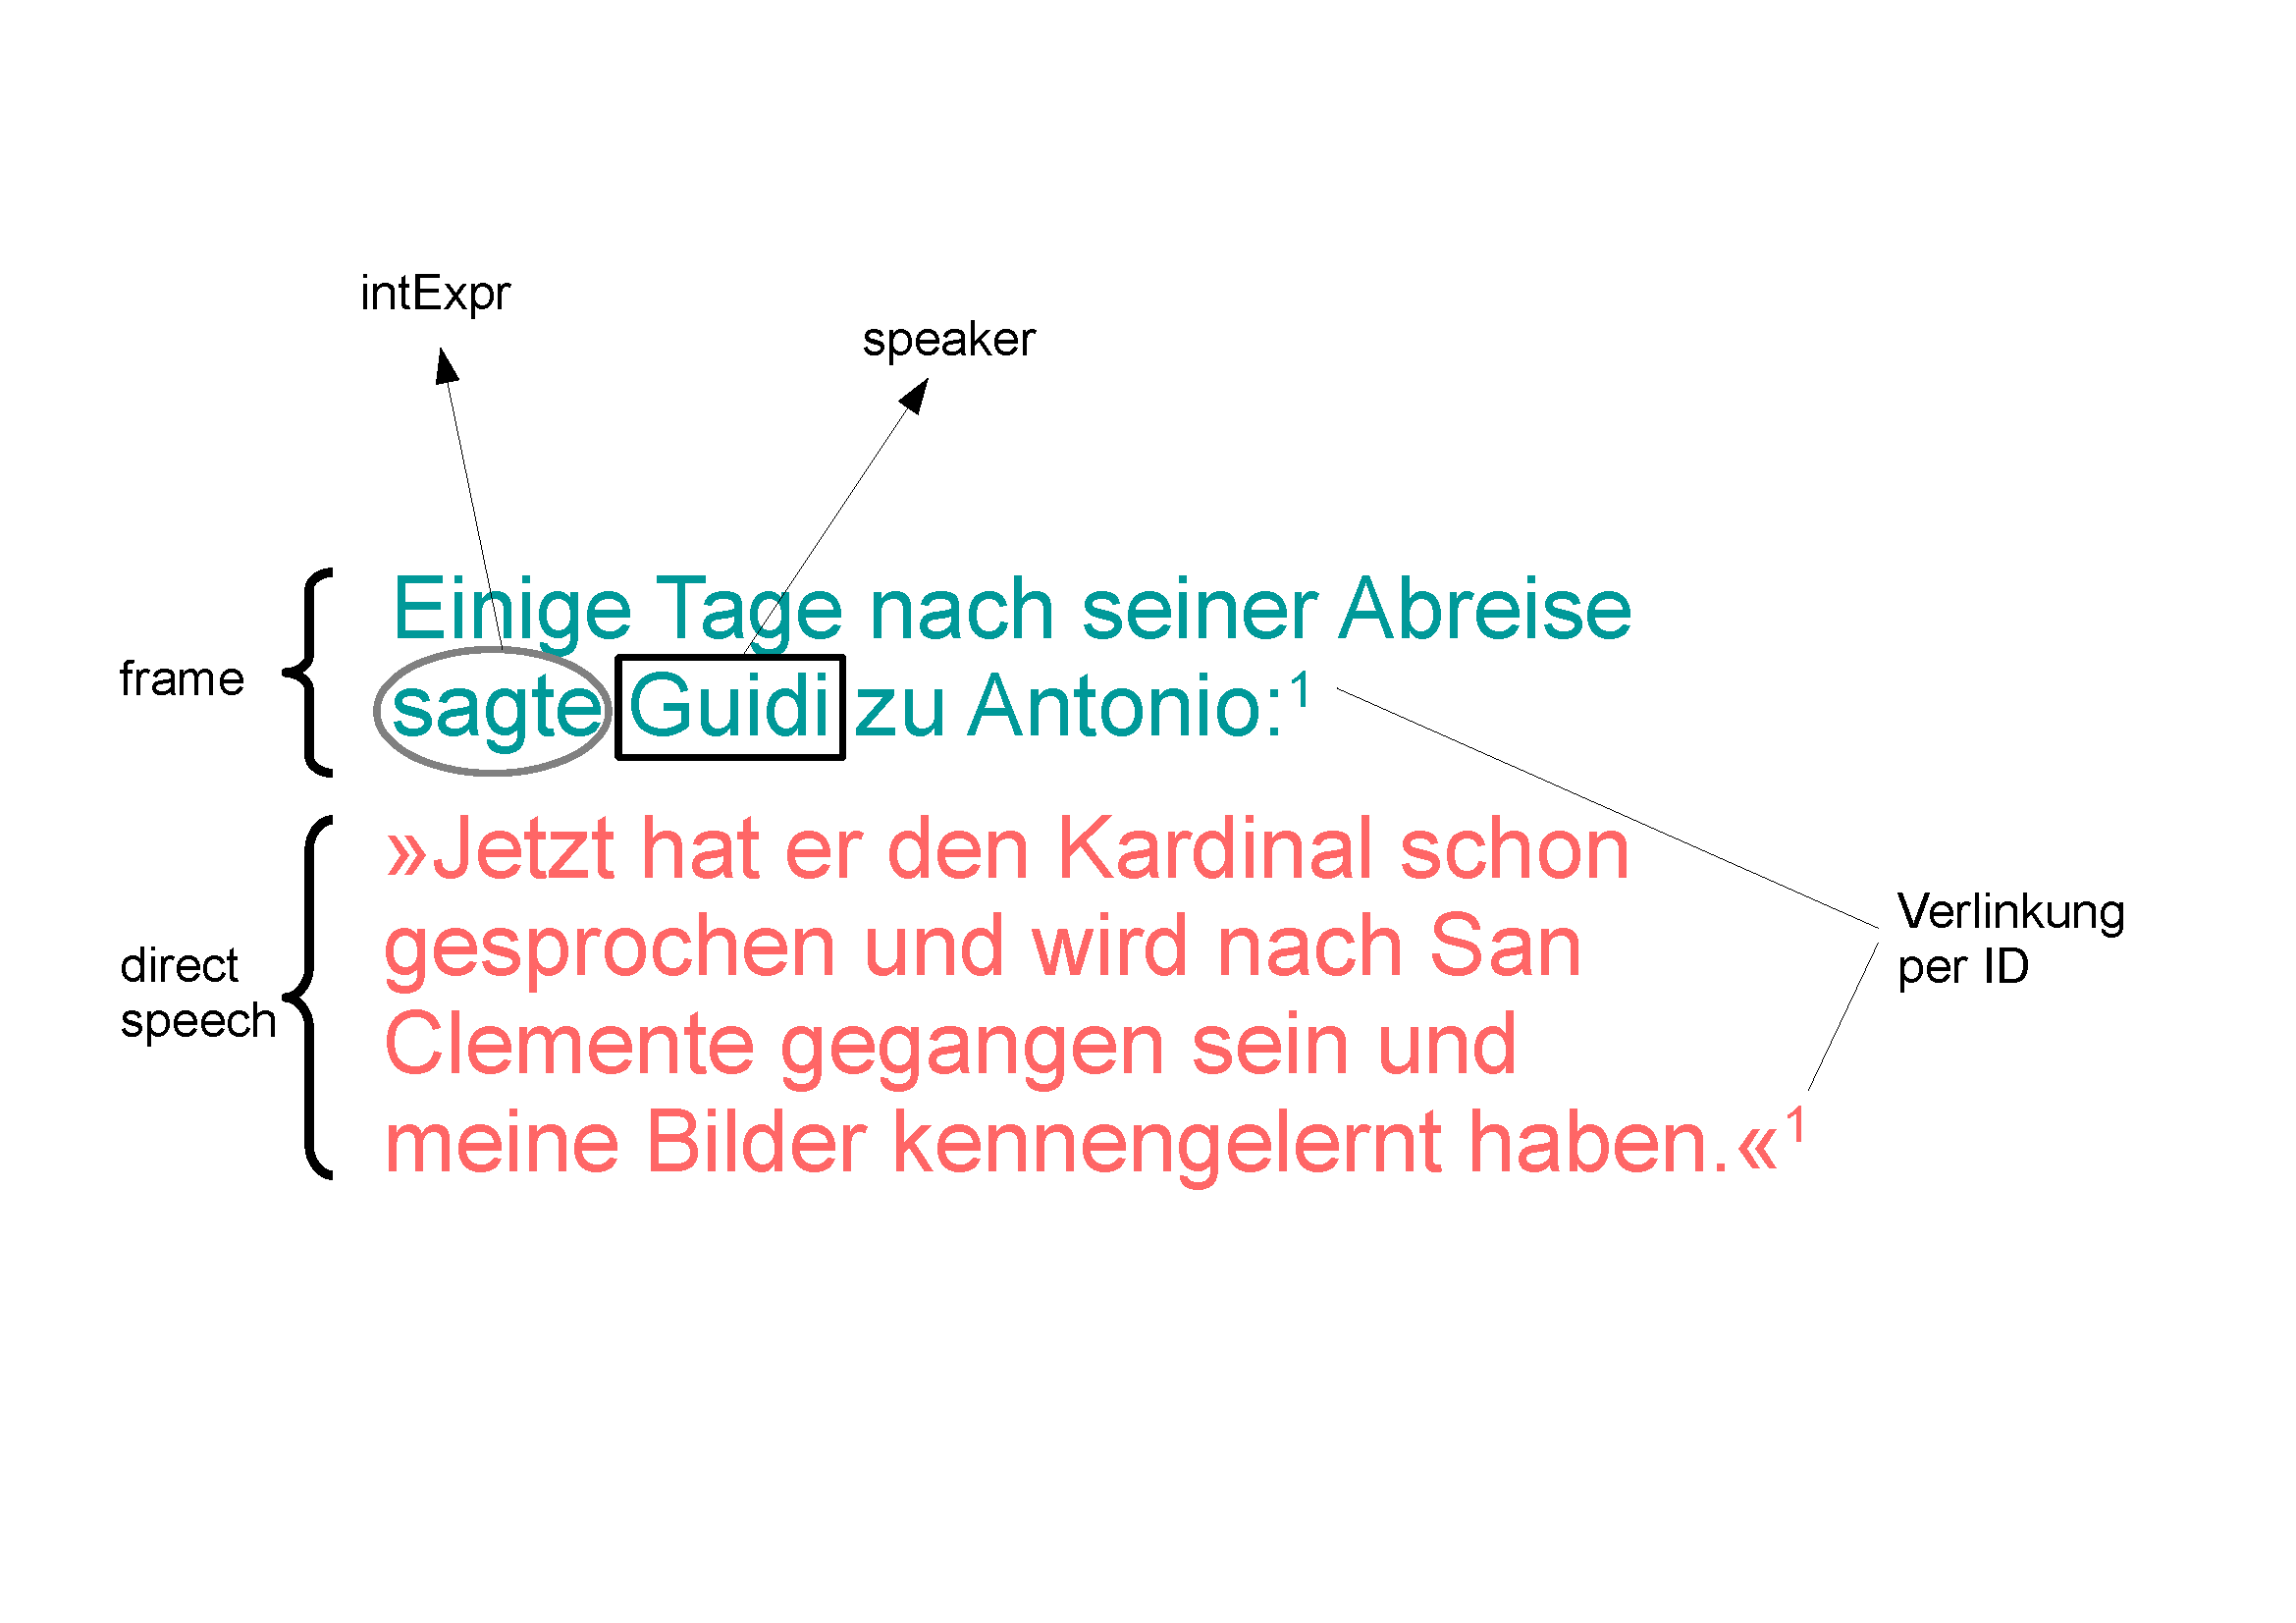 intExpr
speaker
frame
Einige Tage nach seiner Abreise
sagte Guidi zu Antonio:¹
direct
speech
»Jetzt hat er den Kardinal schon
gesprochen und wird nach San
Clemente gegangen sein und
meine Bilder kennengelernt haben.«¹
Verlinkung
per ID